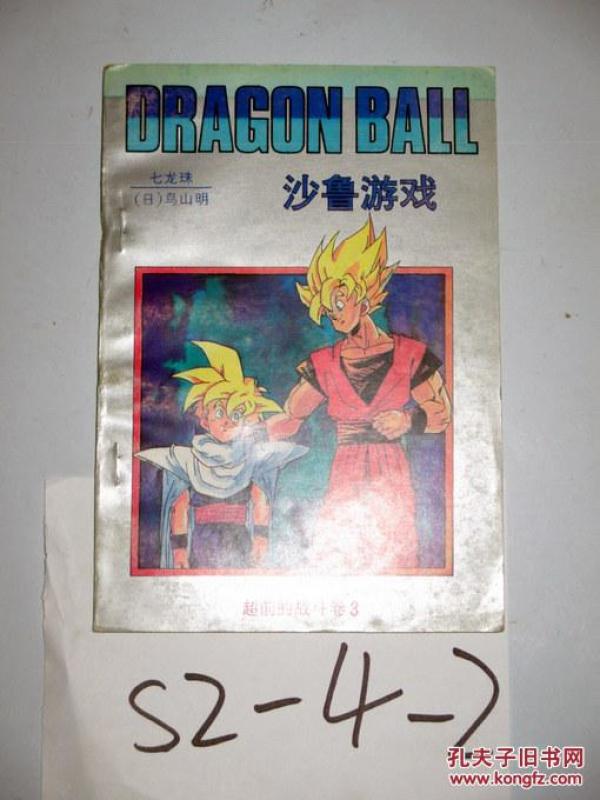 DRAGON BALL
七龙珠
(日)鸟山明
沙鲁游戏
超前的战斗卷3
S2-4-2
孔夫子旧书网
www.kongfz.com